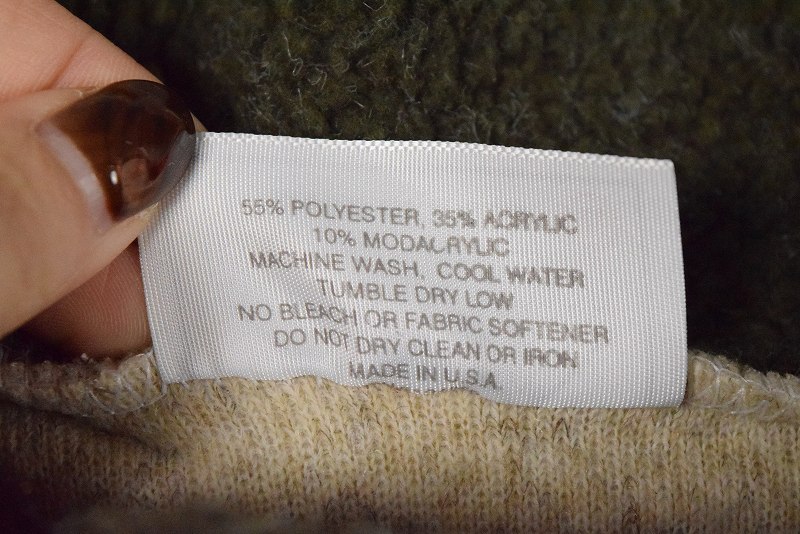 55% POLYESTER, 35% ACRYLIC
10% MODACRYLIC
MACHINE WASH, COOL WATER
TUMBLE DRY LOW
NO BLEACH OR FABRIC SOFTENER
DO NOT DRY CLEAN OR IRON
MADE IN U.S.A.